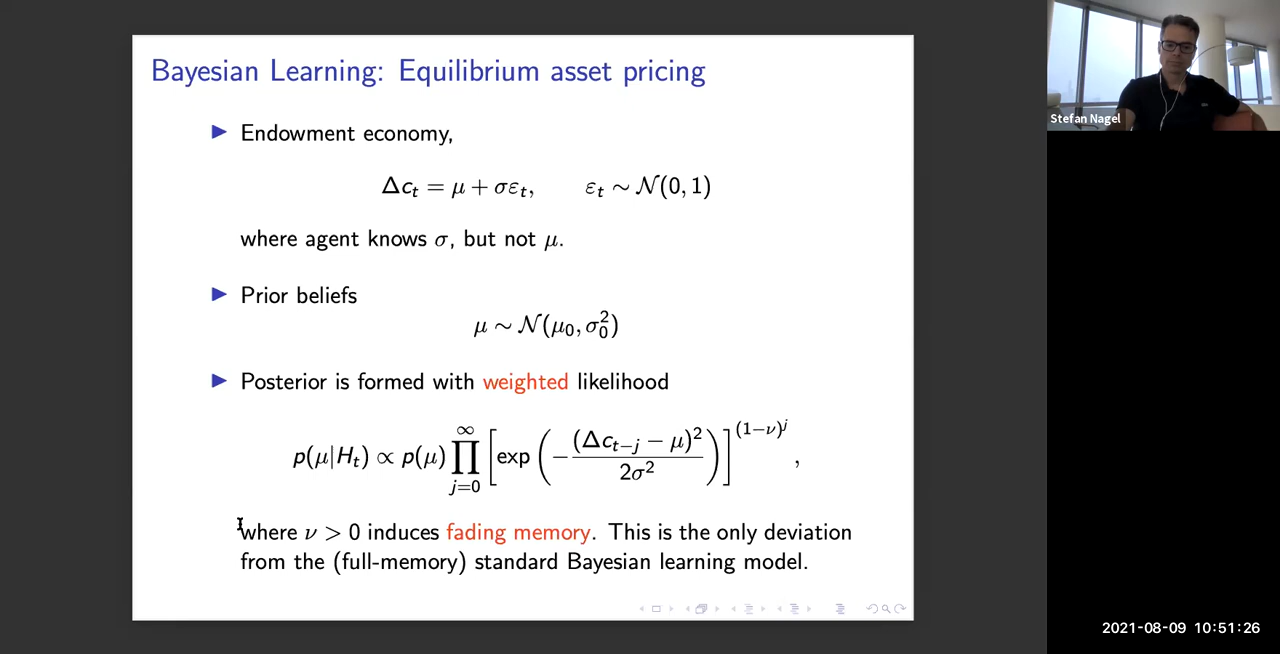 Bayesian Learning: Equilibrium asset pricing
Endowment economy,
Δc_t = μ + σε_t, ε_t ∼ N(0, 1)
where agent knows σ, but not μ.
Prior beliefs
μ ∼ N(μ_0, σ_0^2)
Posterior is formed with weighted likelihood
p(μ|H_t) ∝ p(μ) ∏_{j=0}^{∞} [exp(−(Δc_{t−j} − μ)^2 / 2σ^2)]^{(1−ν)^j},
where ν > 0 induces fading memory. This is the only deviation
from the (full-memory) standard Bayesian learning model.
Stefan Nagel
2021-08-09 10:51:26